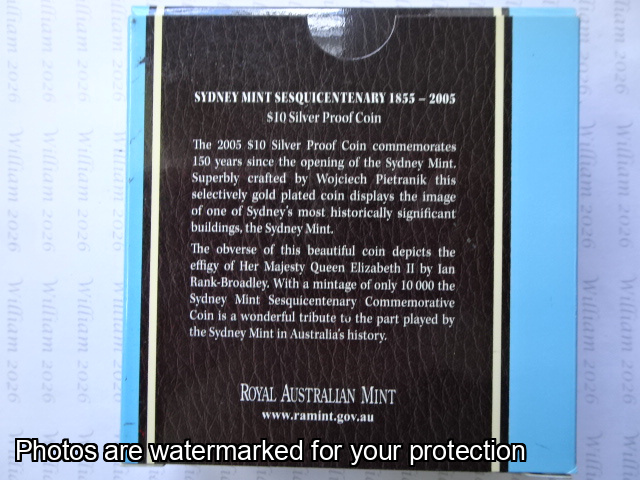 SYDNEY MINT SESQUICENTENARY 1855 – 2005
$10 Silver Proof Coin
The 2005 $10 Silver Proof Coin commemorates
150 years since the opening of the Sydney Mint.
Superbly crafted by Wojciech Pietranik this
selectively gold plated coin displays the image
of one of Sydney's most historically significant
buildings, the Sydney Mint.
The obverse of this beautiful coin depicts the
effigy of Her Majesty Queen Elizabeth II by Ian
Rank-Broadley. With a mintage of only 10 000 the
Sydney Mint Sesquicentenary Commemorative
Coin is a wonderful tribute to the part played by
the Sydney Mint in Australia's history.
ROYAL AUSTRALIAN MINT
www.ramint.gov.au
Photos are watermarked for your protection
William 2026